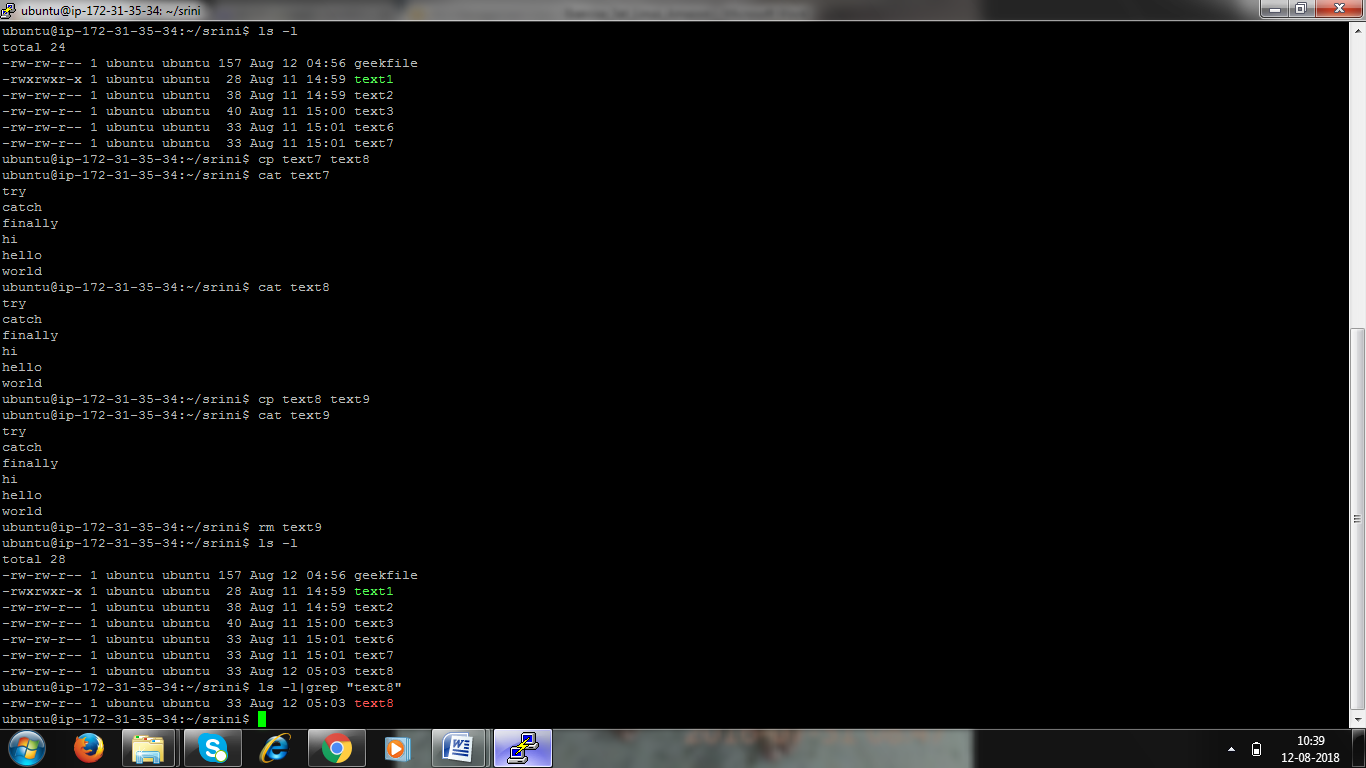 ubuntu@ip-172-31-35-34: ~/srini
ubuntu@ip-172-31-35-34:~/srini$ ls -l
total 24
-rw-rw-r-- 1 ubuntu ubuntu 157 Aug 12 04:56 geekfile
-rwxrwxr-x 1 ubuntu ubuntu  28 Aug 11 14:59 text1
-rw-rw-r-- 1 ubuntu ubuntu  38 Aug 11 14:59 text2
-rw-rw-r-- 1 ubuntu ubuntu  40 Aug 11 15:00 text3
-rw-rw-r-- 1 ubuntu ubuntu  33 Aug 11 15:01 text6
-rw-rw-r-- 1 ubuntu ubuntu  33 Aug 11 15:01 text7
ubuntu@ip-172-31-35-34:~/srini$ cp text7 text8
ubuntu@ip-172-31-35-34:~/srini$ cat text7
try
catch
finally
hi
hello
world
ubuntu@ip-172-31-35-34:~/srini$ cat text8
try
catch
finally
hi
hello
world
ubuntu@ip-172-31-35-34:~/srini$ cp text8 text9
ubuntu@ip-172-31-35-34:~/srini$ cat text9
try
catch
finally
hi
hello
world
ubuntu@ip-172-31-35-34:~/srini$ rm text9
ubuntu@ip-172-31-35-34:~/srini$ ls -l
total 28
-rw-rw-r-- 1 ubuntu ubuntu 157 Aug 12 04:56 geekfile
-rwxrwxr-x 1 ubuntu ubuntu  28 Aug 11 14:59 text1
-rw-rw-r-- 1 ubuntu ubuntu  38 Aug 11 14:59 text2
-rw-rw-r-- 1 ubuntu ubuntu  40 Aug 11 15:00 text3
-rw-rw-r-- 1 ubuntu ubuntu  33 Aug 11 15:01 text6
-rw-rw-r-- 1 ubuntu ubuntu  33 Aug 11 15:01 text7
-rw-rw-r-- 1 ubuntu ubuntu  33 Aug 12 05:03 text8
ubuntu@ip-172-31-35-34:~/srini$ ls -l|grep "text8"
-rw-rw-r-- 1 ubuntu ubuntu  33 Aug 12 05:03 text8
ubuntu@ip-172-31-35-34:~/srini$
10:39
12-08-2018